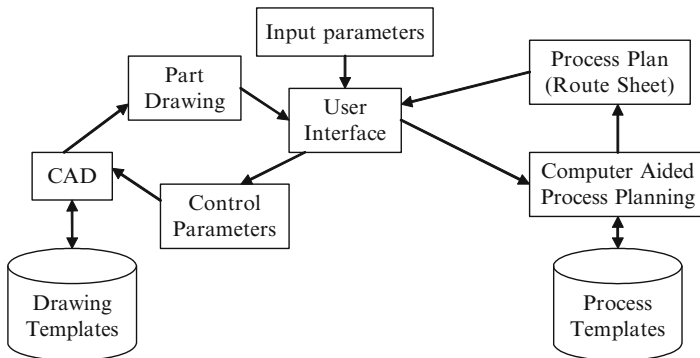 Input parameters
Part
Drawing
Process Plan
(Route Sheet)
User
Interface
CAD
Control
Parameters
Computer Aided
Process Planning
Drawing
Templates
Process
Templates